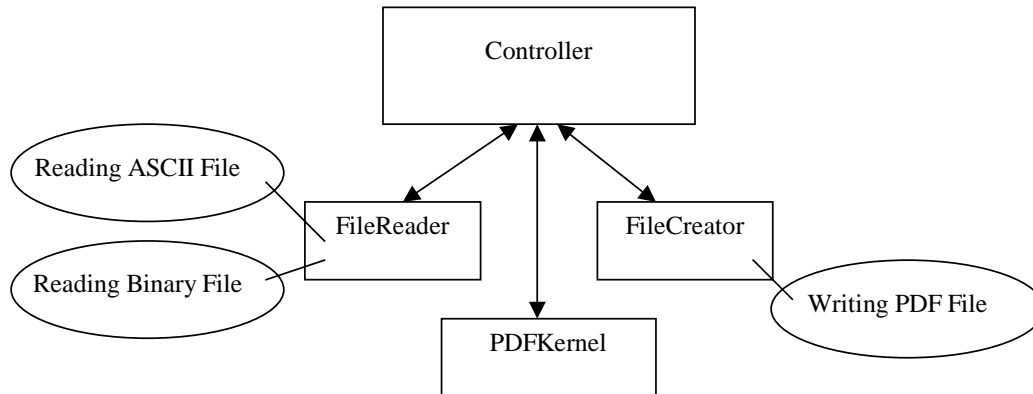 Controller
Reading ASCII File
FileReader
FileCreator
Reading Binary File
Writing PDF File
PDFKernel